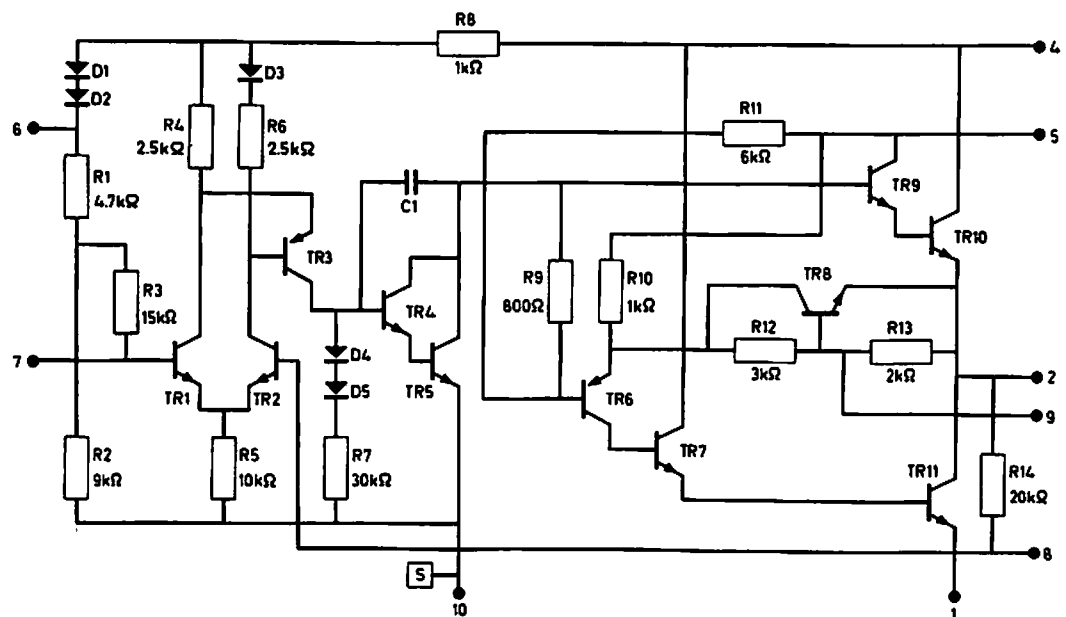 R8
1kΩ
4
D1
D2
D3
6
R4
2.5kΩ
R6
2.5kΩ
R11
6kΩ
5
R1
4.7kΩ
C1
TR9
TR3
TR10
R3
15kΩ
R9
800Ω
R10
1kΩ
TR8
TR4
R12
3kΩ
R13
2kΩ
7
D4
TR1
TR2
D5
TR5
TR6
2
9
R2
9kΩ
R5
10kΩ
R7
30kΩ
TR7
TR11
R14
20kΩ
8
S
10
1